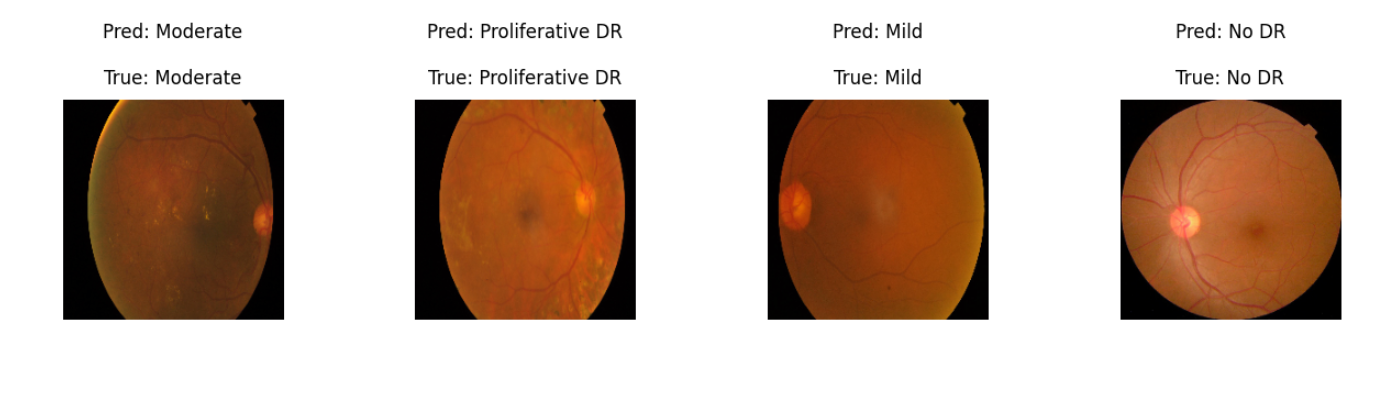 Pred: Moderate
True: Moderate
Pred: Proliferative DR
True: Proliferative DR
Pred: Mild
True: Mild
Pred: No DR
True: No DR